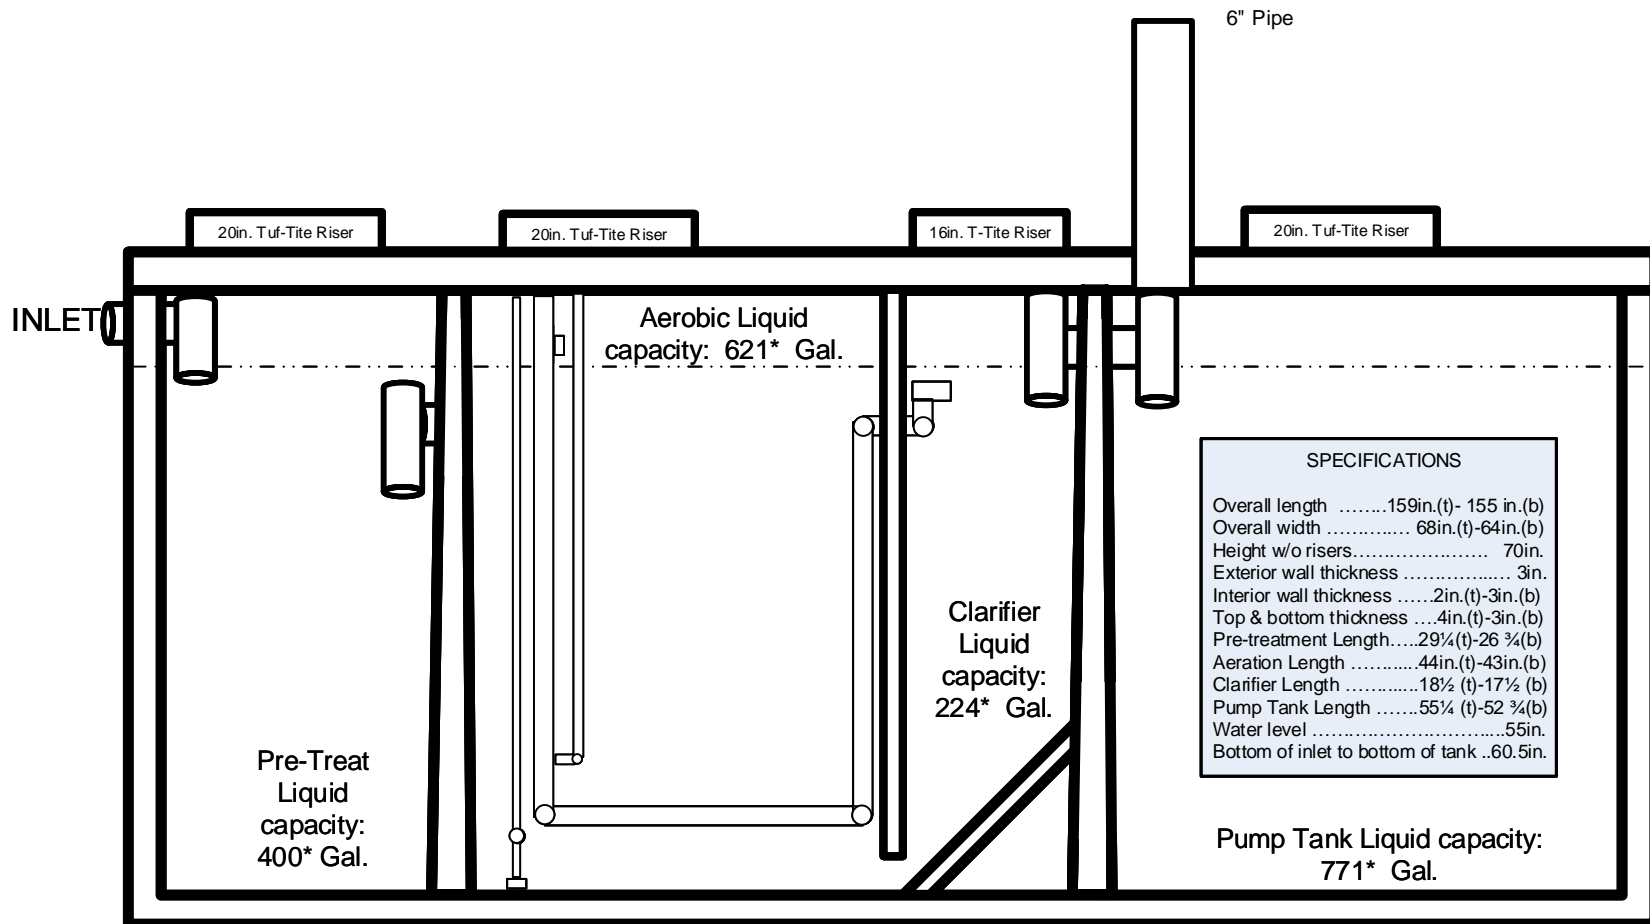 6" Pipe
20in. Tuf-Tite Riser
20in. Tuf-Tite Riser
16in. T-Tite Riser
20in. Tuf-Tite Riser
INLET
Aerobic Liquid
capacity: 621* Gal.
SPECIFICATIONS
Overall length ........159in.(t)- 155 in.(b)
Overall width .............. 68in.(t)-64in.(b)
Height w/o risers...................... 70in.
Exterior wall thickness .................. 3in.
Interior wall thickness ......2in.(t)-3in.(b)
Top & bottom thickness ....4in.(t)-3in.(b)
Pre-treatment Length.....29¼(t)-26 ¾(b)
Aeration Length ............44in.(t)-43in.(b)
Clarifier Length .............18½ (t)-17½ (b)
Pump Tank Length .......55¼ (t)-52 ¾(b)
Water level ................................55in.
Bottom of inlet to bottom of tank ..60.5in.
Clarifier
Liquid
capacity:
224* Gal.
Pre-Treat
Liquid
capacity:
400* Gal.
Pump Tank Liquid capacity:
771* Gal.